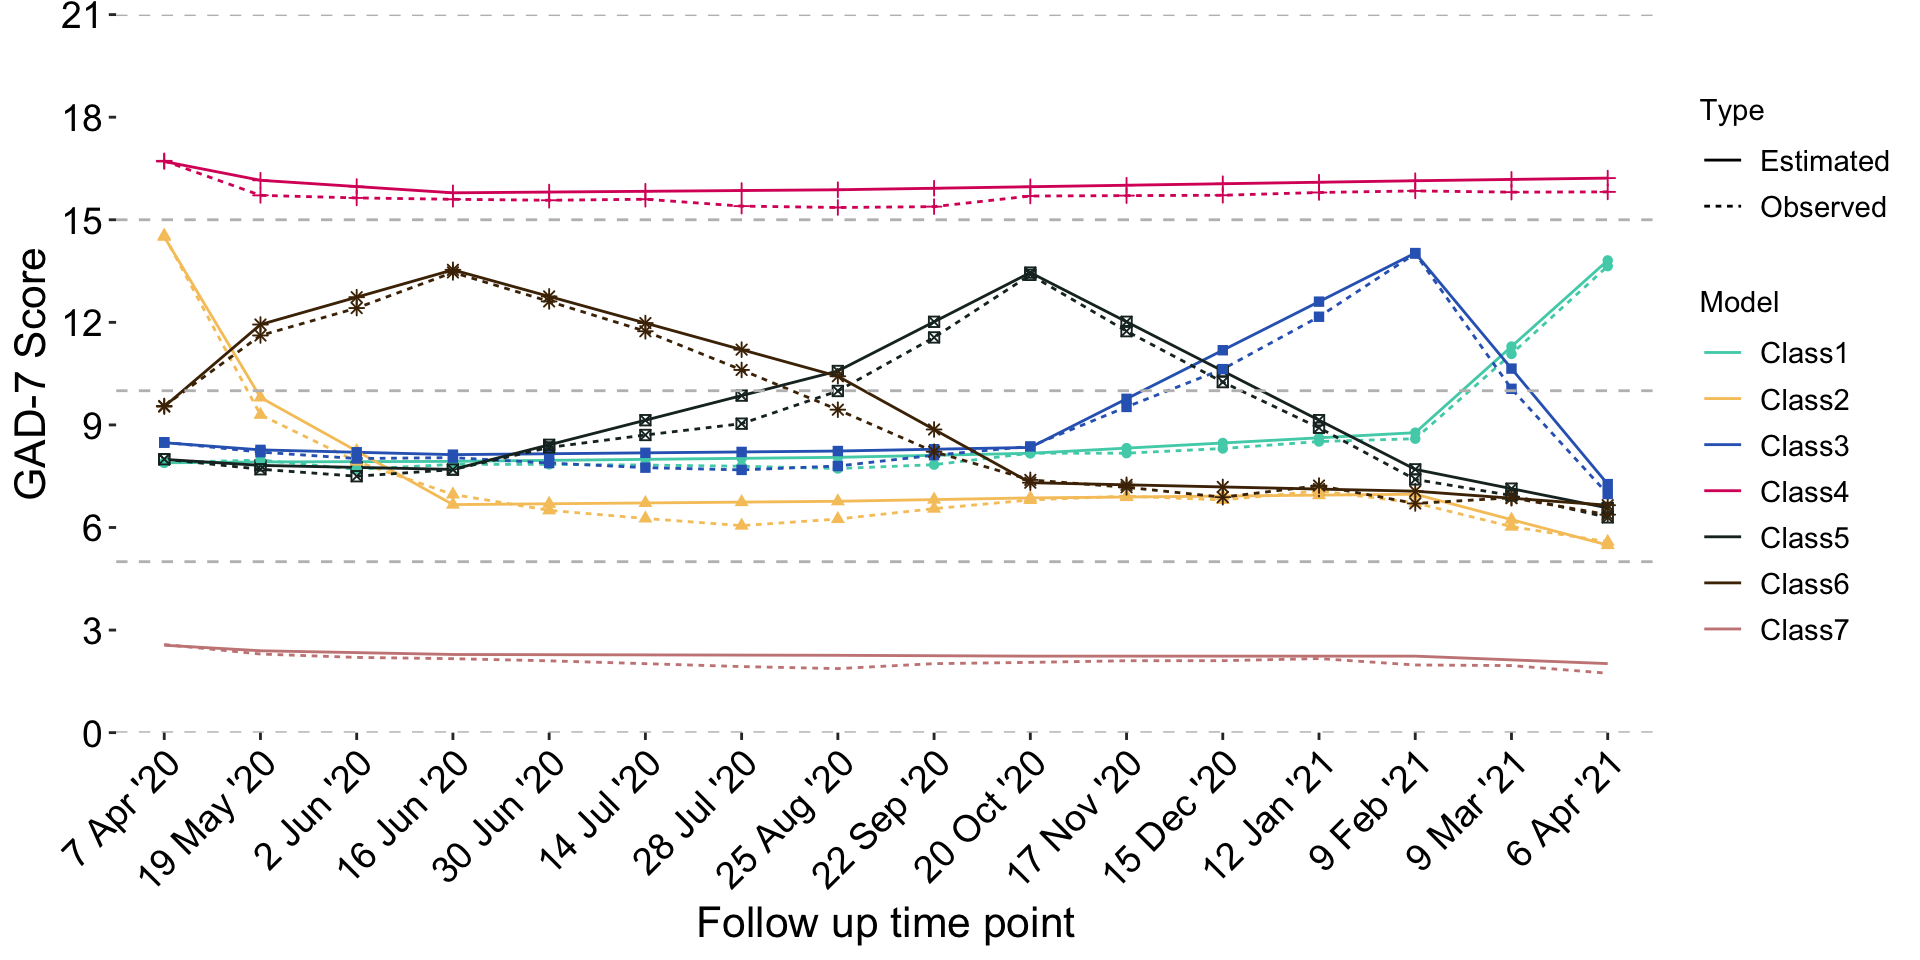 GAD-7 Score
21
18
15
12
9
6
3
0
7 Apr '20
19 May '20
2 Jun '20
16 Jun '20
30 Jun '20
14 Jul '20
28 Jul '20
25 Aug '20
22 Sep '20
20 Oct '20
17 Nov '20
15 Dec '20
12 Jan '21
9 Feb '21
9 Mar '21
6 Apr '21
Follow up time point
Type
Estimated
Observed
Model
Class1
Class2
Class3
Class4
Class5
Class6
Class7